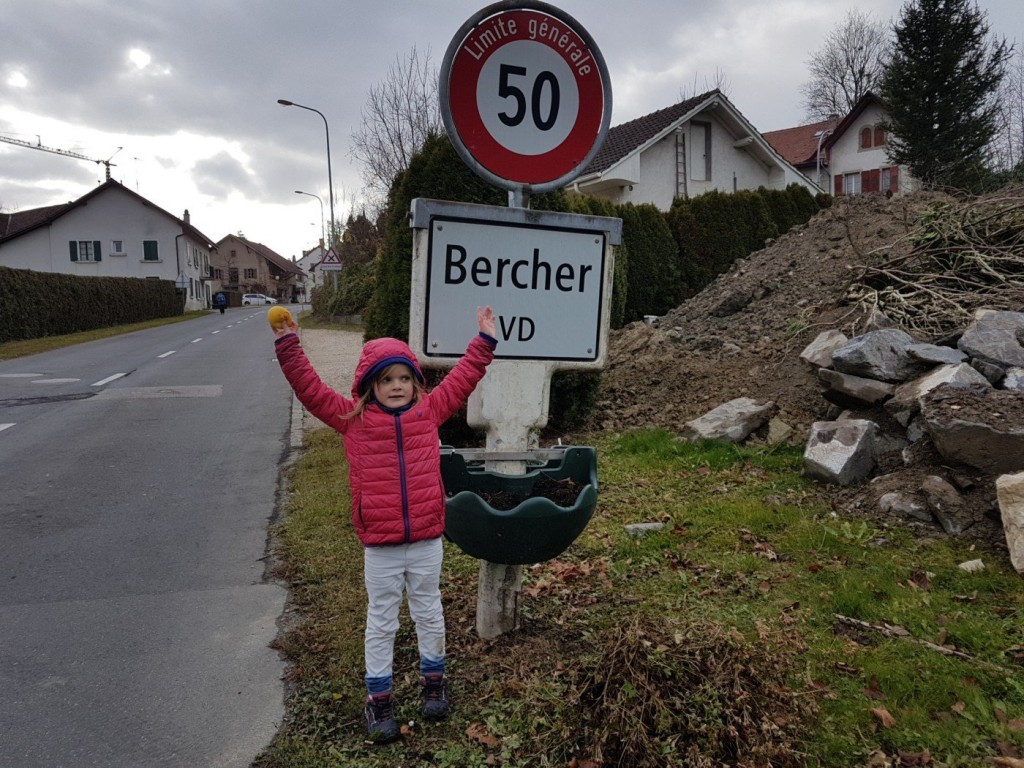 Limite générale
50
Bercher
VD